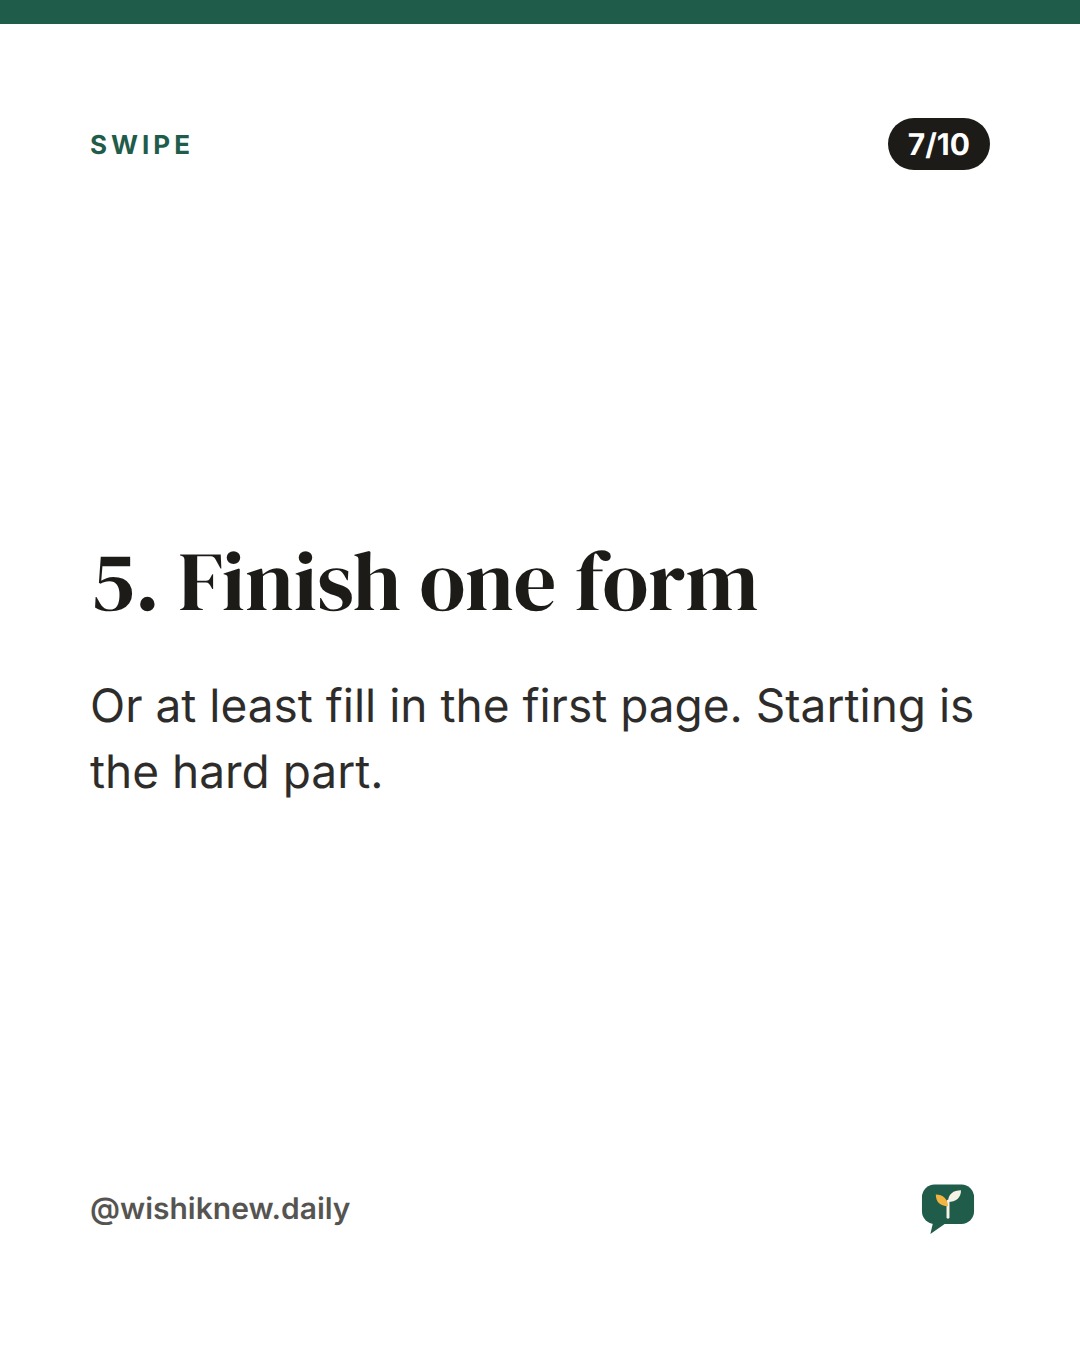 SWIPE
7/10
5. Finish one form
Or at least fill in the first page. Starting is
the hard part.
@wishiknew.daily